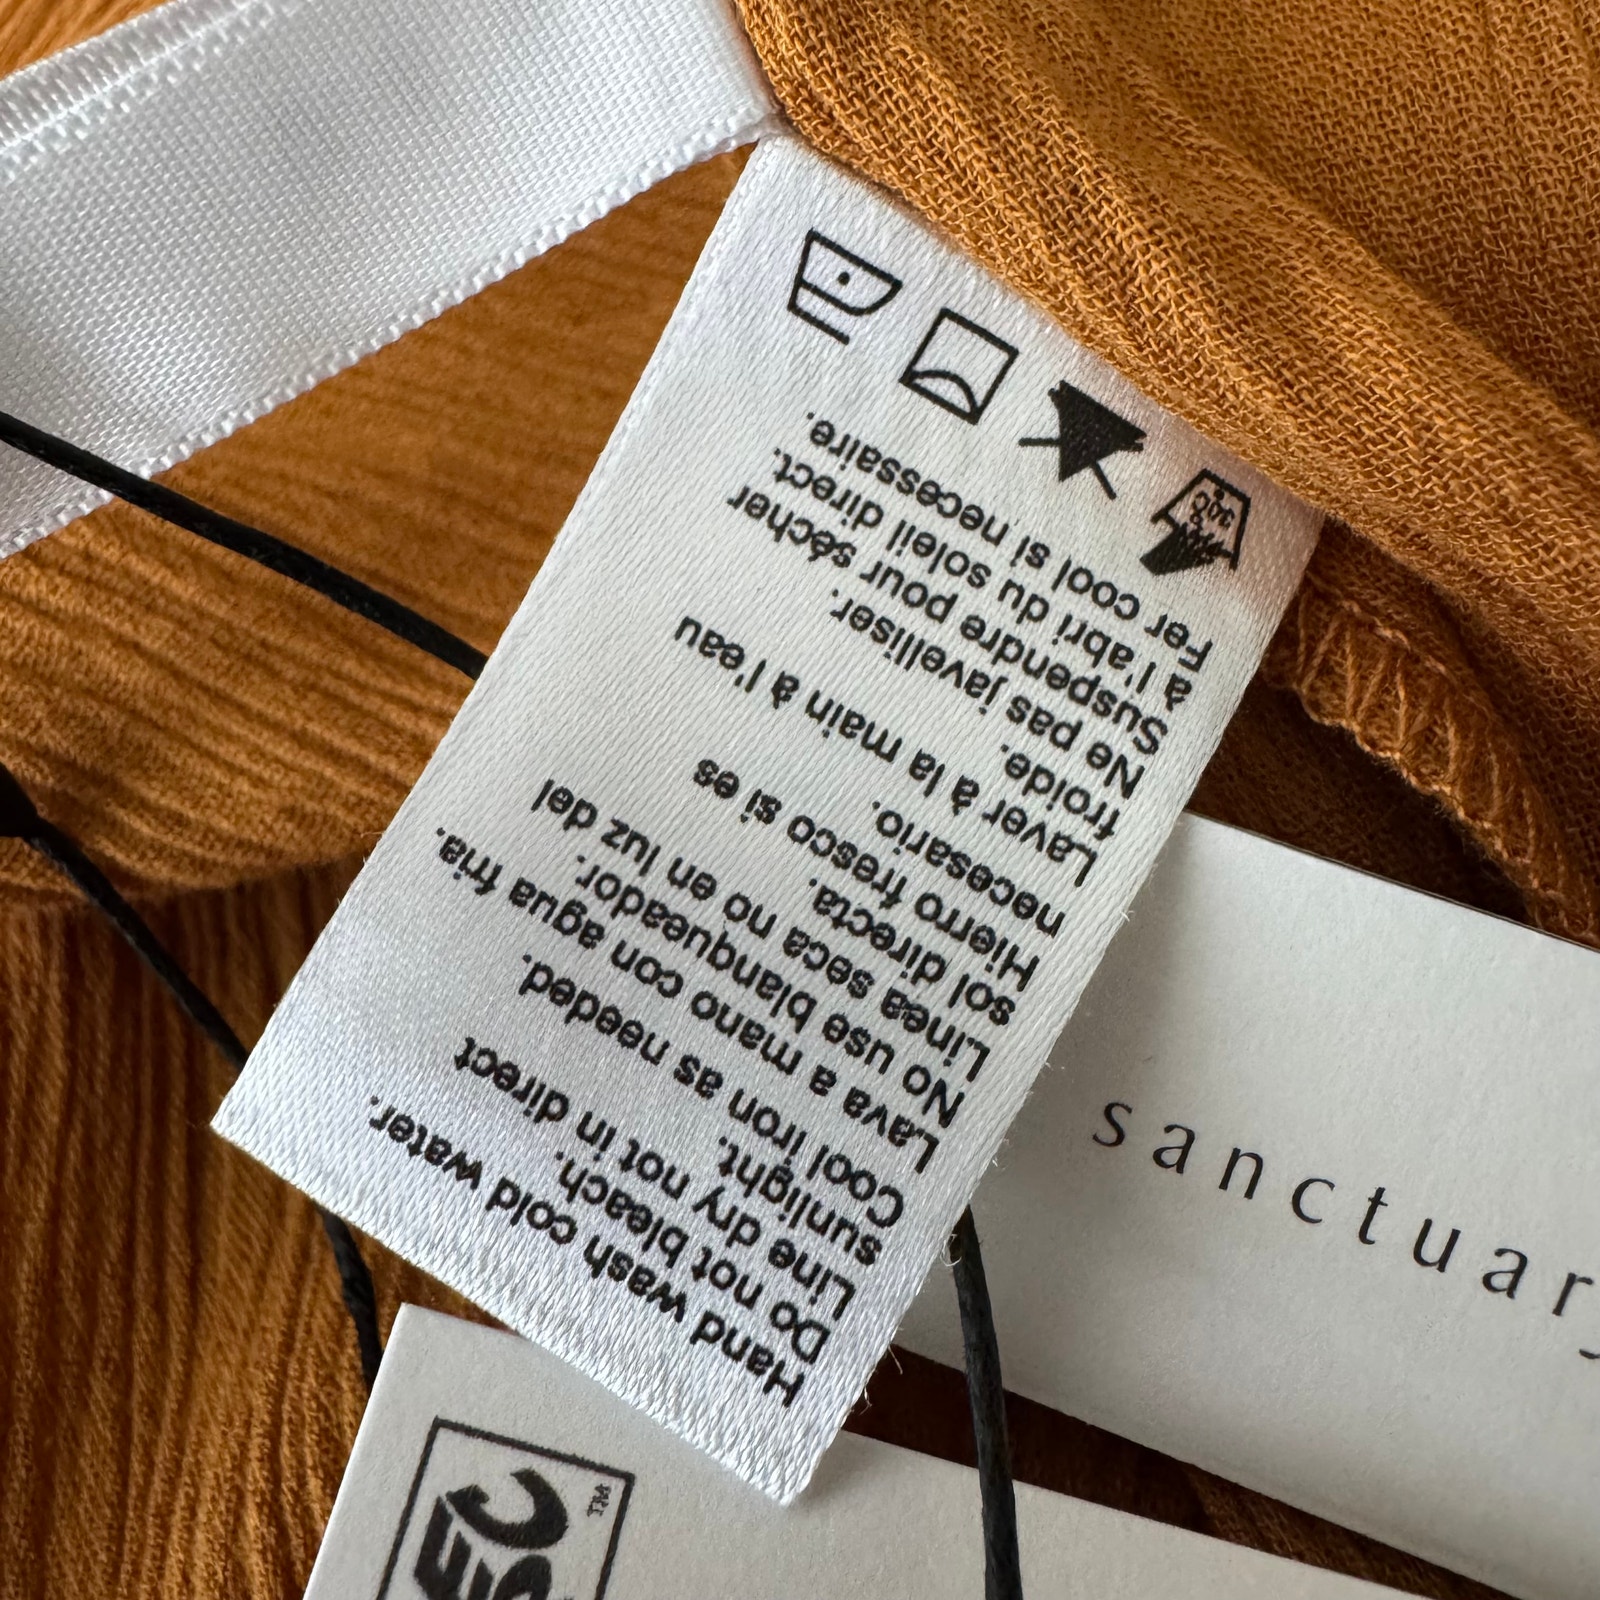 30°C
Hand wash cold water.
Do not bleach.
Line dry not in direct
sunlight.
Cool iron as needed.
Lava a mano con agua fria.
No use blanqueador.
Linea seca no en luz del
sol directa.
Hierro fresco si es
necesario.
Laver à la main à l'eau
froide.
Ne pas javelliser.
Suspendre pour sécher
à l'abri du soleil direct.
Fer cool si necessaire.
sanctuary